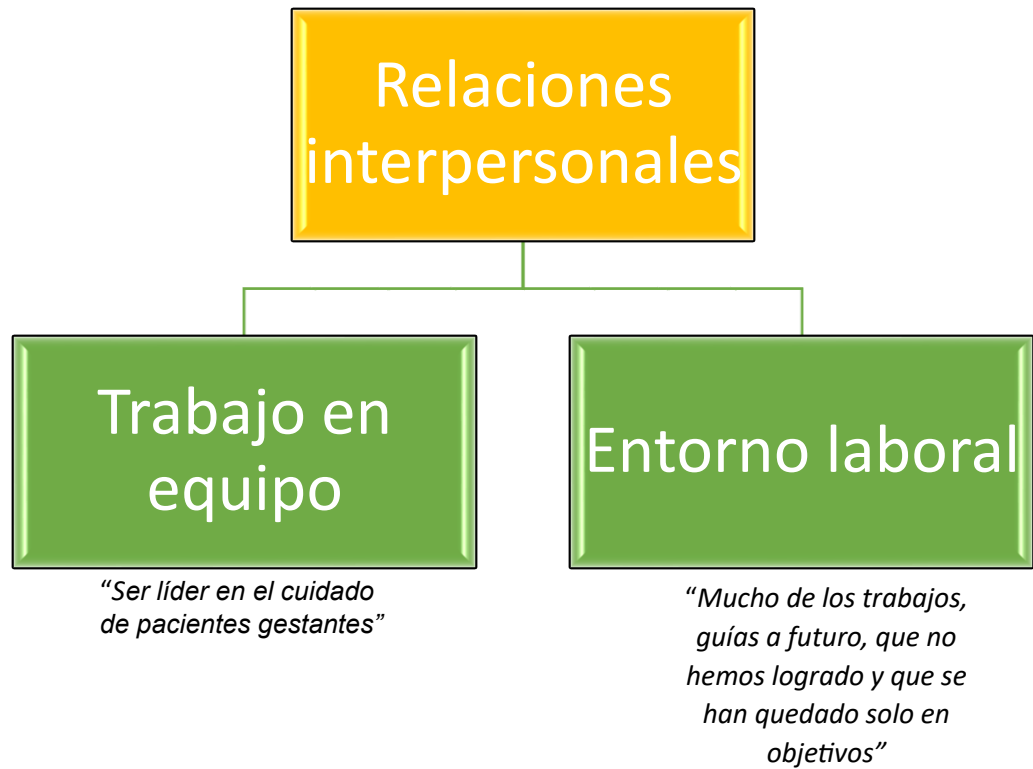 Relaciones
interpersonales
Trabajo en
equipo
“Ser líder en el cuidado
de pacientes gestantes”
Entorno laboral
“Mucho de los trabajos,
guías a futuro, que no
hemos logrado y que se
han quedado solo en
objetivos”